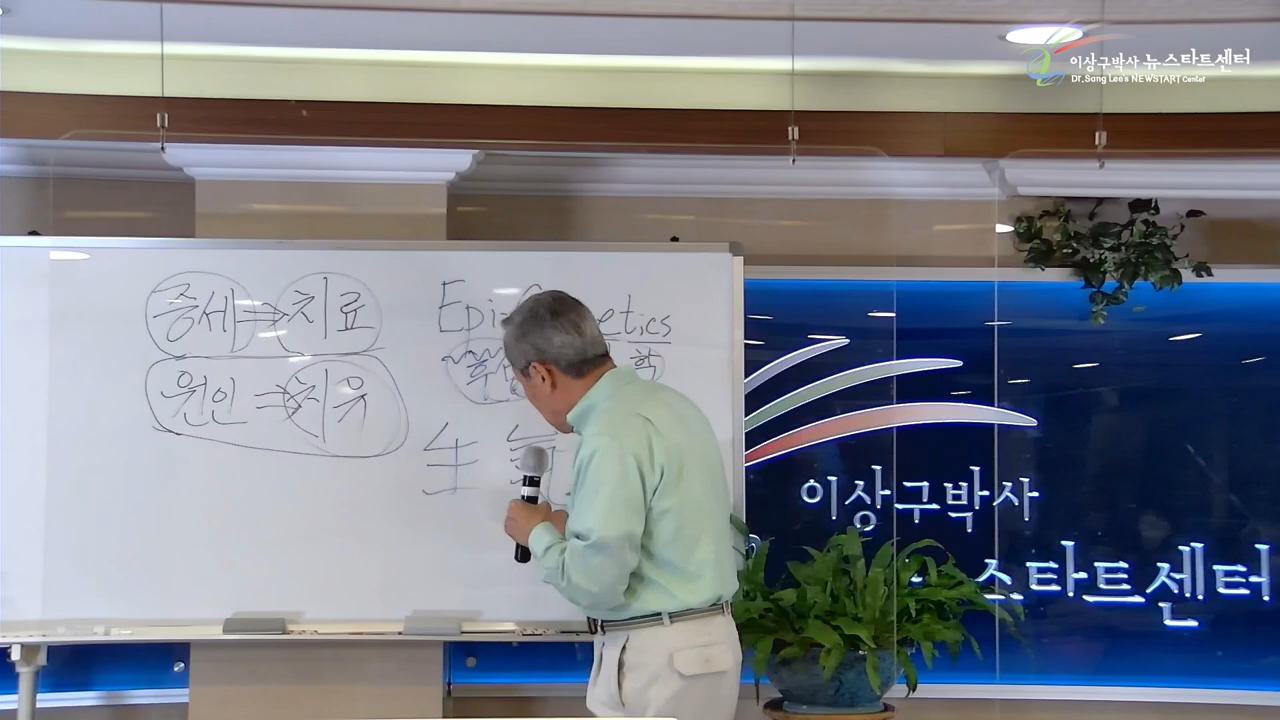 이상구박사 뉴스타트센터
Dr. Sang Lee's NEWSTART Center
증세 ⇒ 치료
원인 ⇒ 치유
Epi- etics
후 학
生 氣
이상구박사
스타트센터